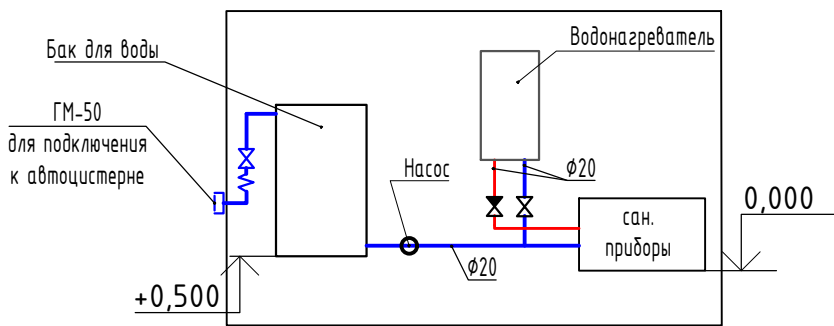 Бак для воды
Водонагреватель
ГМ-50
для подключения
к автоцистерне
Насос
ф20
сан.
приборы
0,000
ф20
+0,500